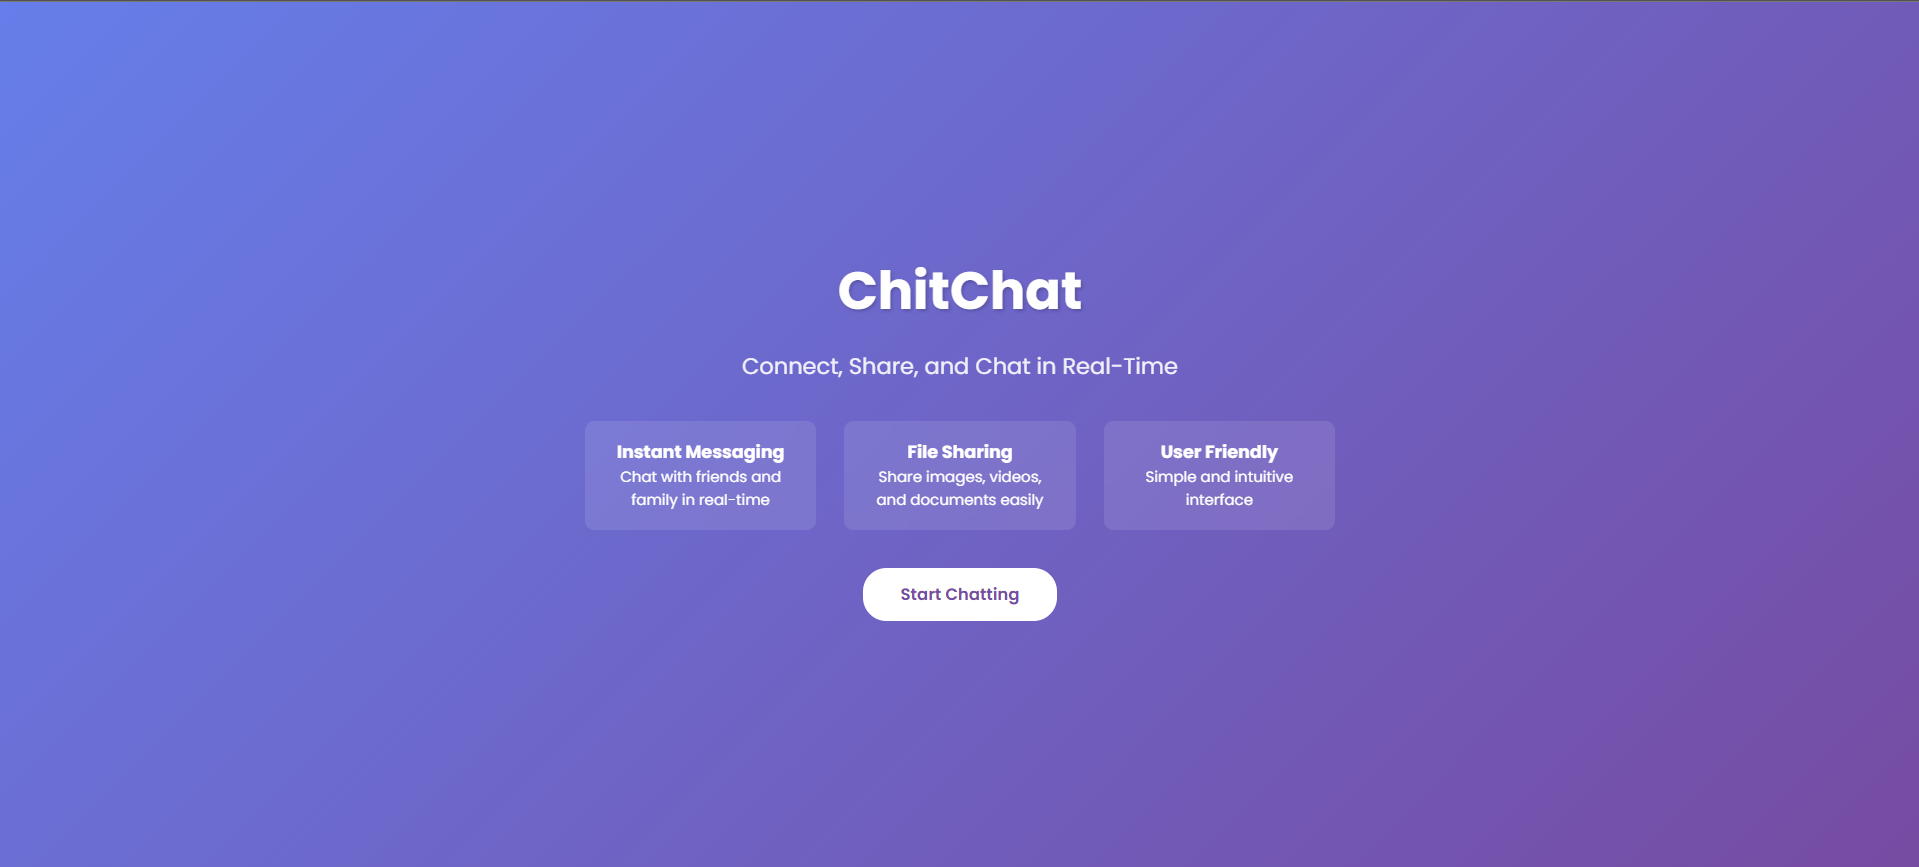 ChitChat
Connect, Share, and Chat in Real-Time
Instant Messaging
Chat with friends and
family in real-time
File Sharing
Share images, videos,
and documents easily
User Friendly
Simple and intuitive
interface
Start Chatting